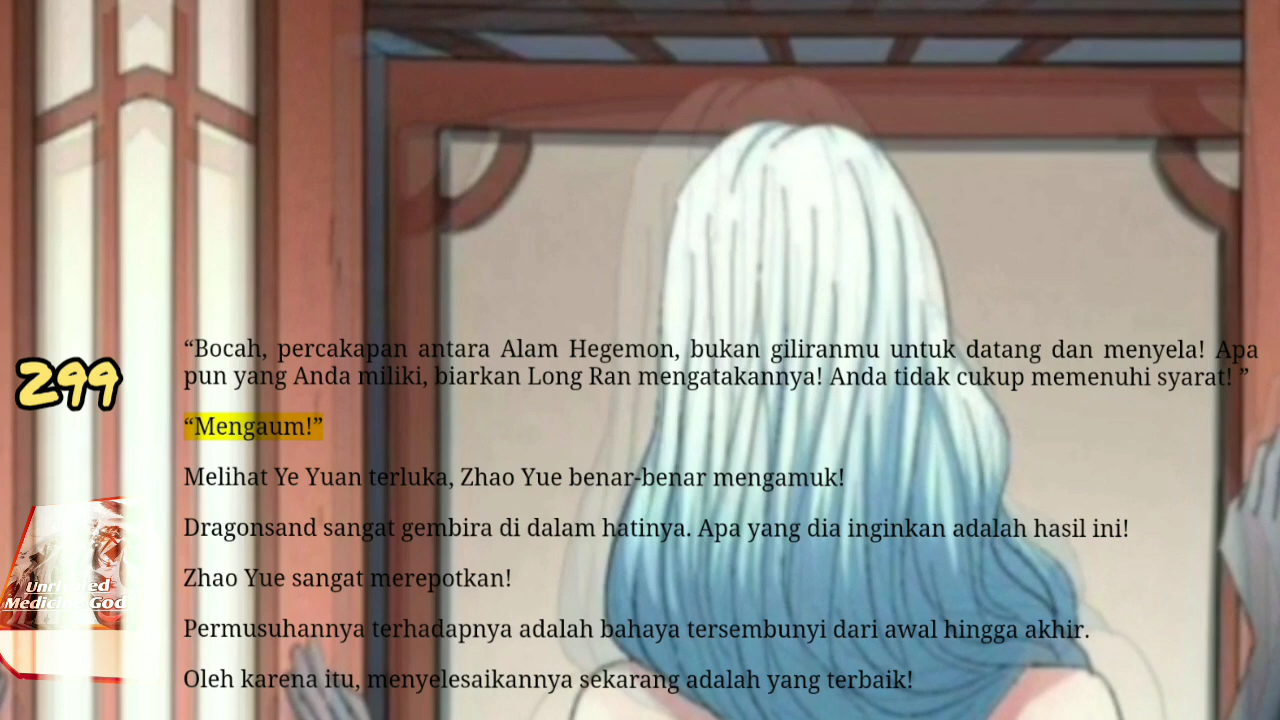 “Bocah, percakapan antara Alam Hegemon, bukan giliranmu untuk datang dan menyela! Apa
pun yang Anda miliki, biarkan Long Ran mengatakannya! Anda tidak cukup memenuhi syarat! ”
299
“Mengaum!”
Melihat Ye Yuan terluka, Zhao Yue benar-benar mengamuk!
Dragonsand sangat gembira di dalam hatinya. Apa yang dia inginkan adalah hasil ini!
Zhao Yue sangat merepotkan!
Unrivaled
Medicine God
Permusuhannya terhadapnya adalah bahaya tersembunyi dari awal hingga akhir.
Oleh karena itu, menyelesaikannya sekarang adalah yang terbaik!